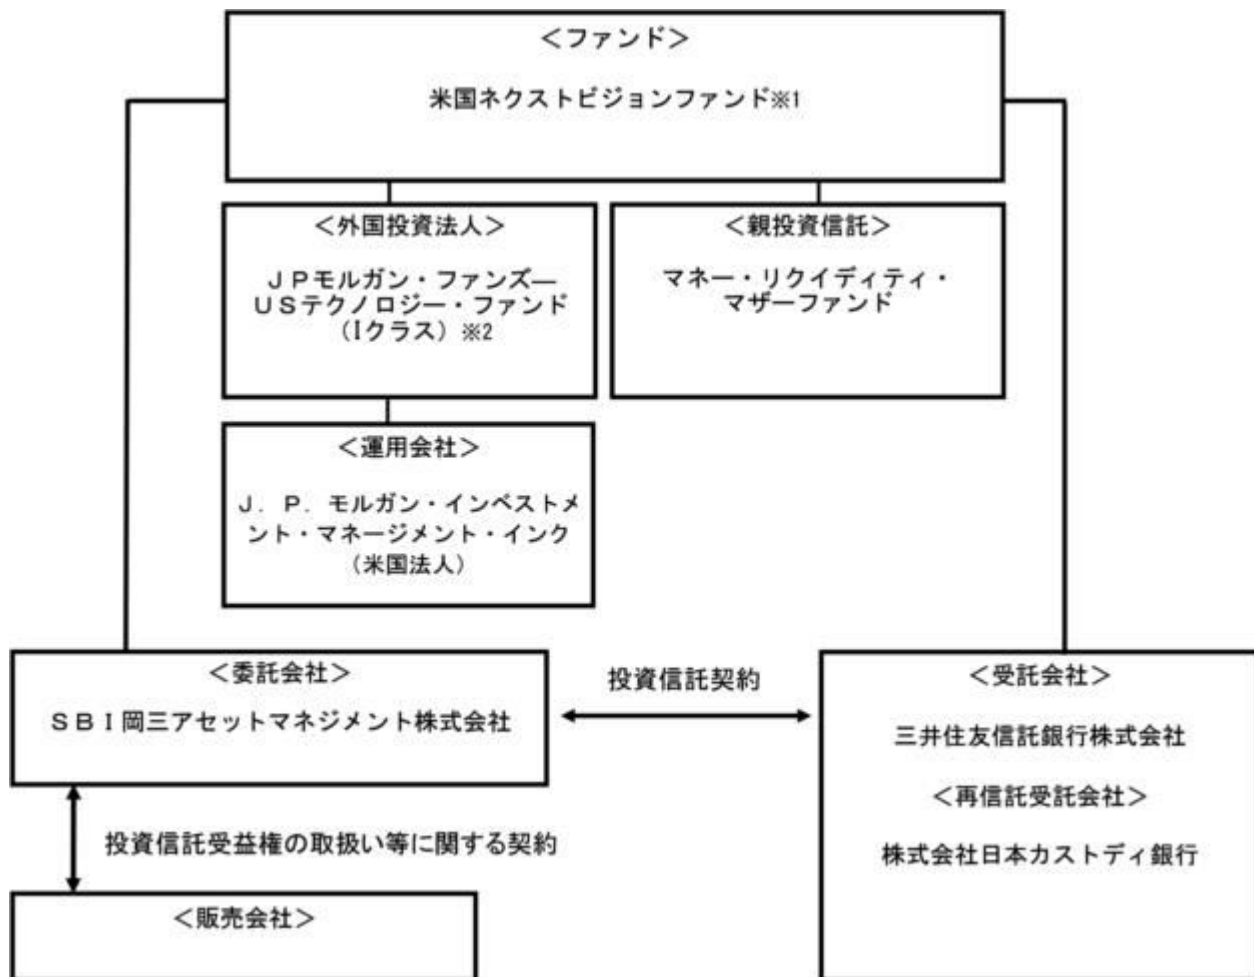 ＜ファンド＞
米国ネクストビジョンファンド※1
＜外国投資法人＞
ＪＰモルガン・ファンズ―
ＵＳテクノロジー・ファンド
（Iクラス）※2
＜親投資信託＞
マネー・リクイディティ・
マザーファンド
＜運用会社＞
Ｊ．Ｐ．モルガン・インベストメ
ント・マネージメント・インク
（米国法人）
＜委託会社＞
ＳＢＩ岡三アセットマネジメント株式会社
投資信託契約
＜受託会社＞
三井住友信託銀行株式会社
＜再信託受託会社＞
株式会社日本カストディ銀行
投資信託受益権の取扱い等に関する契約
＜販売会社＞